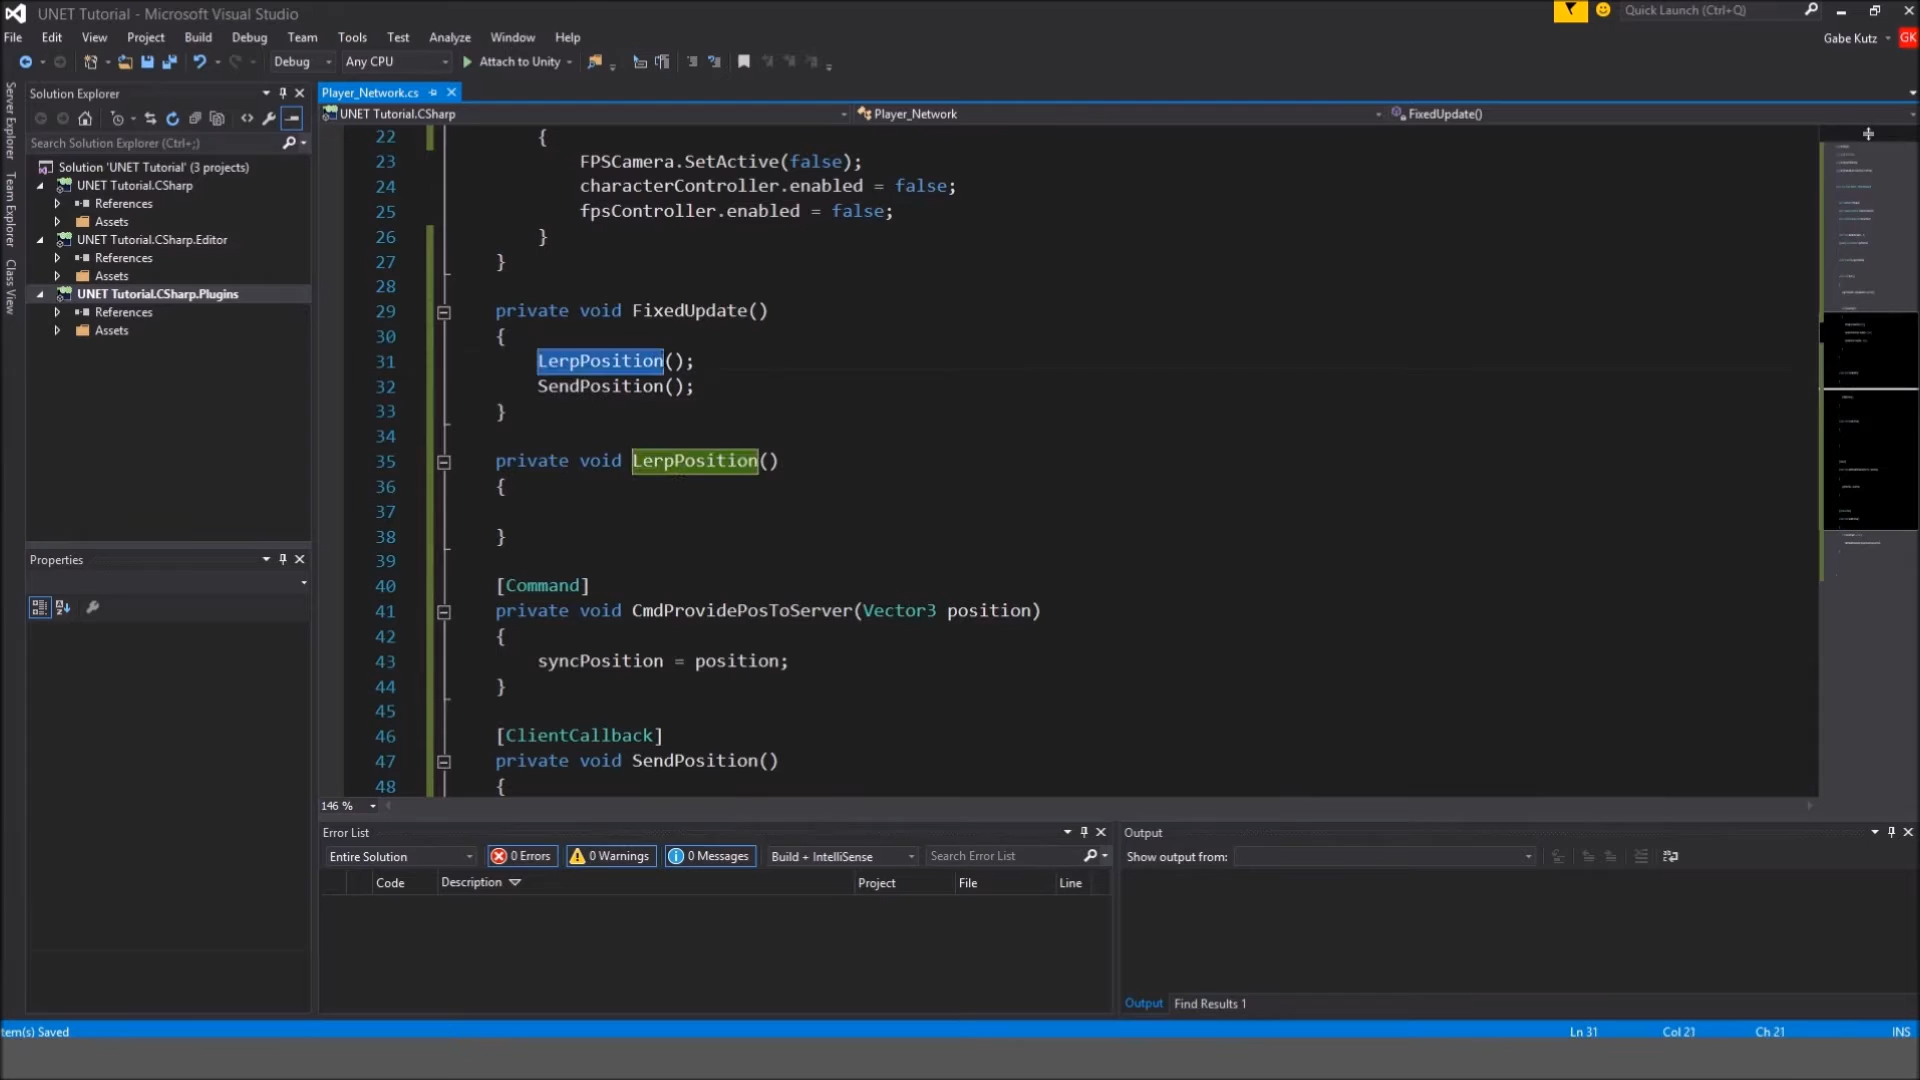 UNET Tutorial - Microsoft Visual Studio
Quick Launch (Ctrl+Q)
File Edit View Project Build Debug Team Tools Test Analyze Window Help
Gabe Kutz GK
Debug Any CPU Attach to Unity
Server Explorer
Team Explorer
Class View
Solution Explorer
Search Solution Explorer (Ctrl+;)
Solution 'UNET Tutorial' (3 projects)
UNET Tutorial.CSharp
References
Assets
UNET Tutorial.CSharp.Editor
References
Assets
UNET Tutorial.CSharp.Plugins
References
Assets
Properties
Player_Network.cs
UNET Tutorial.CSharp Player_Network FixedUpdate()
22 {
23 FPSCamera.SetActive(false);
24 characterController.enabled = false;
25 fpsController.enabled = false;
26 }
27 }
28
29 private void FixedUpdate()
30 {
31 LerpPosition();
32 SendPosition();
33 }
34
35 private void LerpPosition()
36 {
37
38 }
39
40 [Command]
41 private void CmdProvidePosToServer(Vector3 position)
42 {
43 syncPosition = position;
44 }
45
46 [ClientCallback]
47 private void SendPosition()
48 {
146 %
Error List
Entire Solution 0 Errors 0 Warnings 0 Messages Build + IntelliSense Search Error List
Code Description Project File Line
Output
Show output from:
Output Find Results 1
tem(s) Saved Ln 31 Col 21 Ch 21 INS